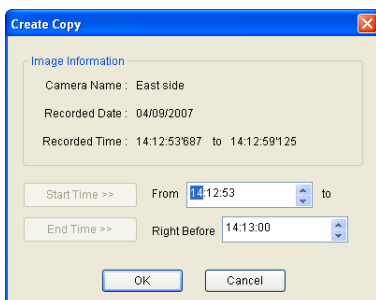 Create Copy
Image Information
Camera Name : East side
Recorded Date : 04/09/2007
Recorded Time : 14:12:53'687 to 14:12:59'125
Start Time >> From 14:12:53 to
End Time >> Right Before 14:13:00
OK Cancel